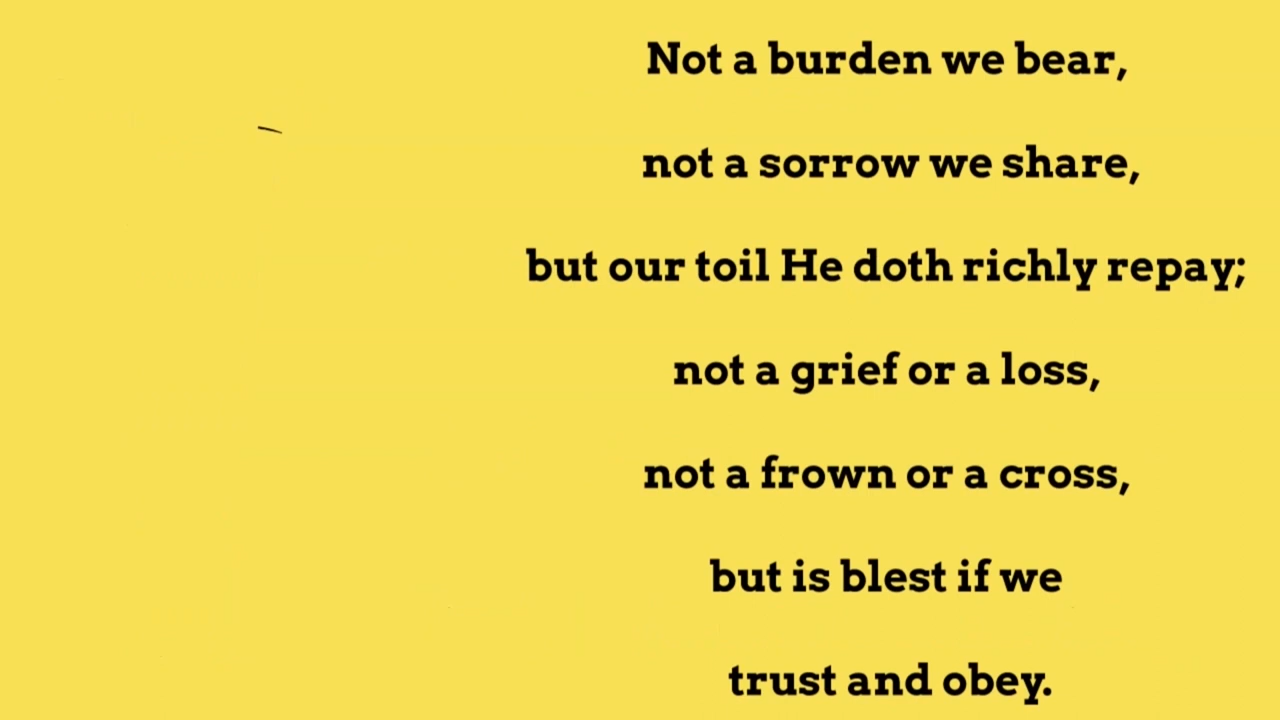 Not a burden we bear,
not a sorrow we share,
but our toil He doth richly repay;
not a grief or a loss,
not a frown or a cross,
but is blest if we
trust and obey.